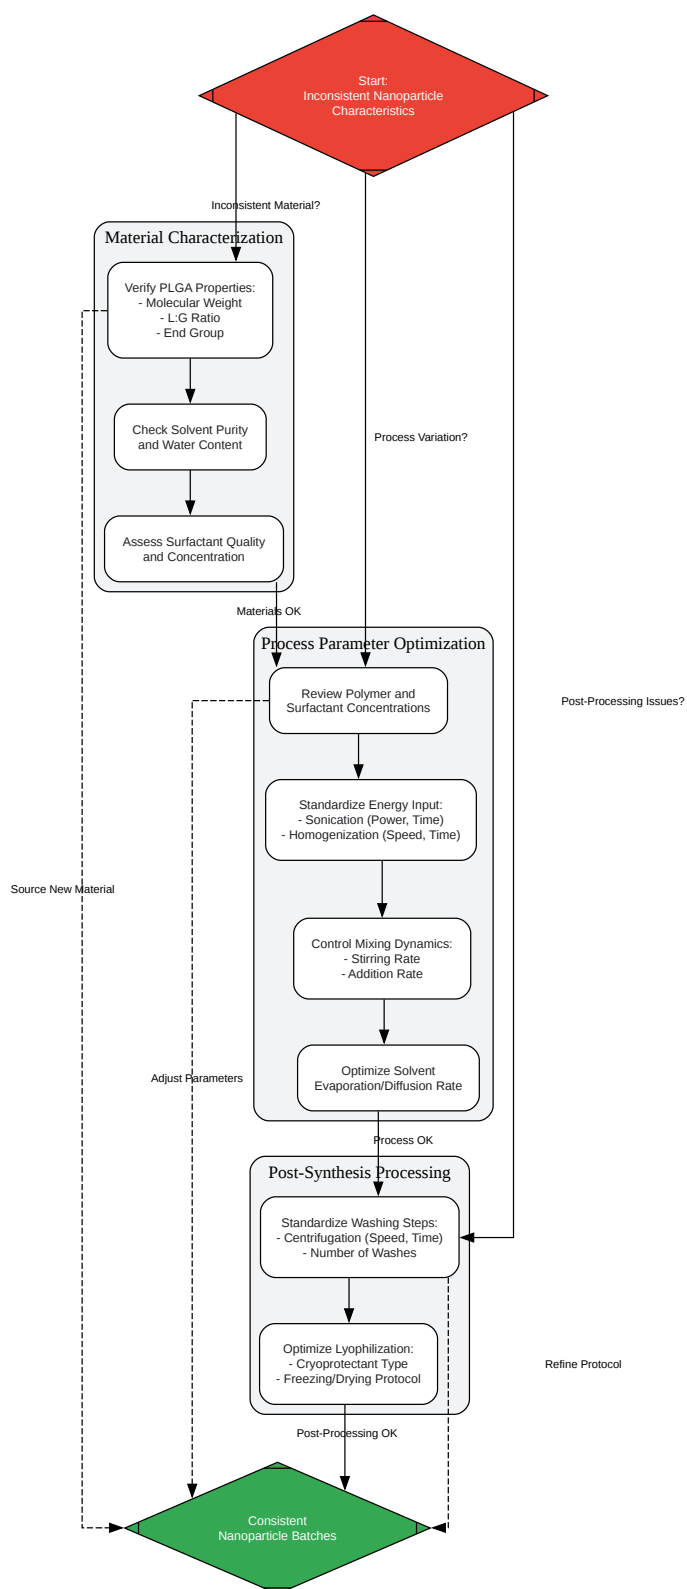 Start:
Inconsistent Nanoparticle
Characteristics
Inconsistent Material?
Material Characterization
Verify PLGA Properties:
- Molecular Weight
- L:G Ratio
- End Group
Check Solvent Purity
and Water Content
Process Variation?
Assess Surfactant Quality
and Concentration
Materials OK
Process Parameter Optimization
Review Polymer and
Surfactant Concentrations
Post-Processing Issues?
Standardize Energy Input:
- Sonication (Power, Time)
- Homogenization (Speed, Time)
Source New Material
Control Mixing Dynamics:
- Stirring Rate
- Addition Rate
Optimize Solvent
Evaporation/Diffusion Rate
Adjust Parameters
Process OK
Post-Synthesis Processing
Standardize Washing Steps:
- Centrifugation (Speed, Time)
- Number of Washes
Optimize Lyophilization:
- Cryoprotectant Type
- Freezing/Drying Protocol
Refine Protocol
Post-Processing OK
Consistent
Nanoparticle Batches